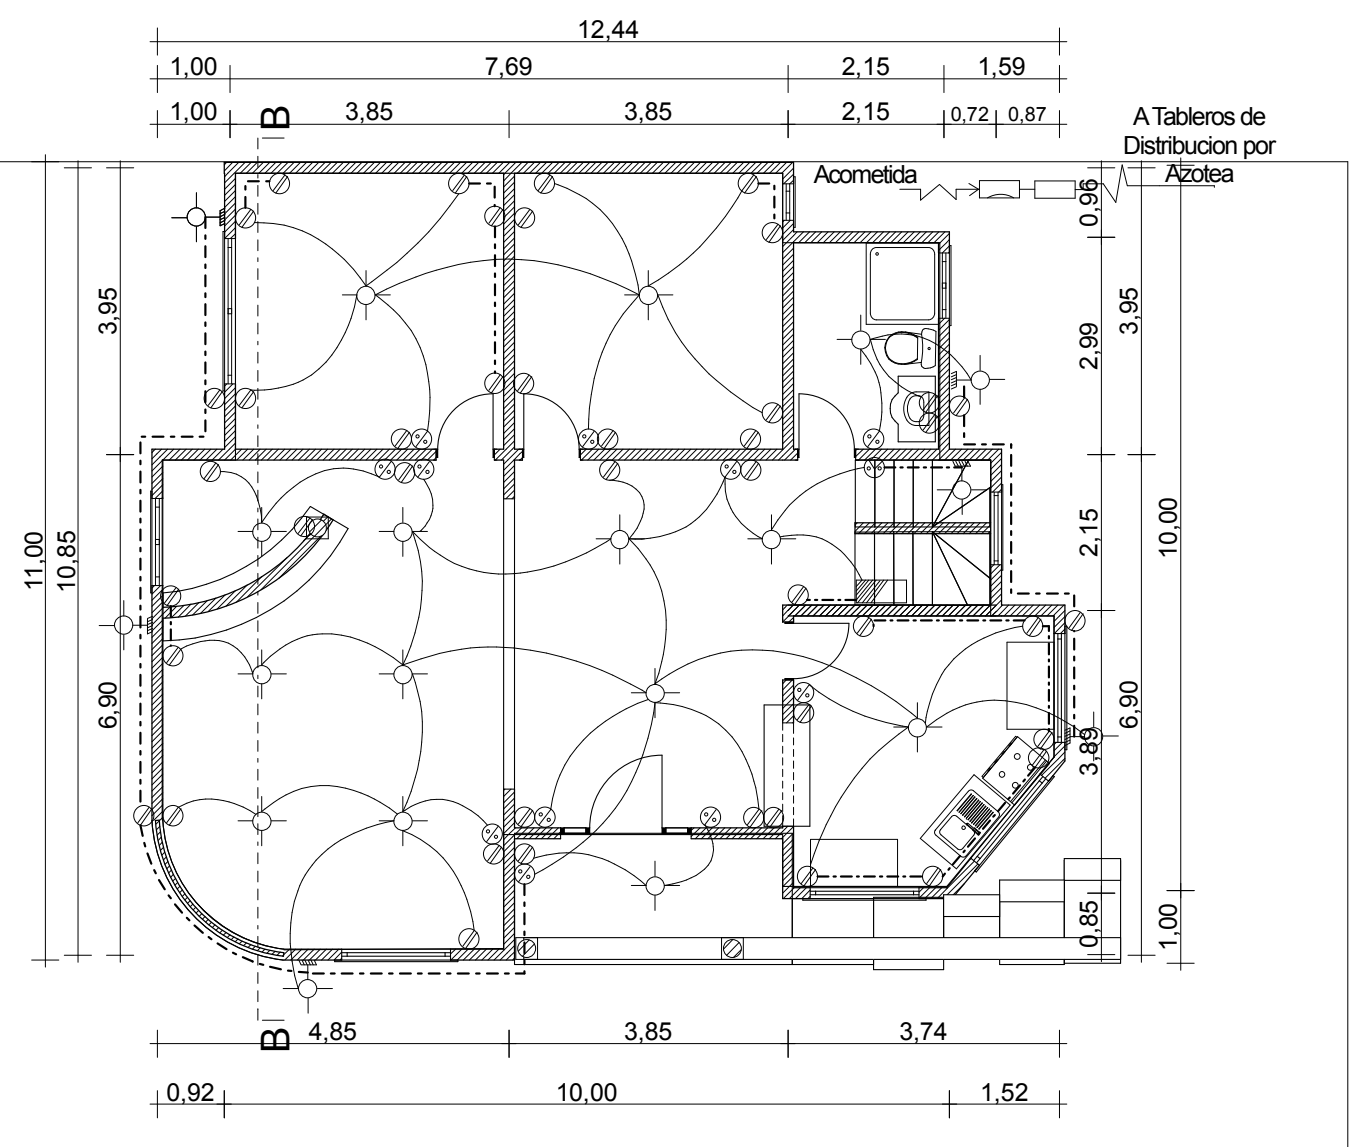 12,44
1,00 7,69 2,15 1,59
1,00 B 3,85 3,85 2,15 0,72 0,87
A Tableros de
Distribucion por
Azotea
Acometida
0,96
3,95
2,99
3,95
11,00
10,85
2,15
10,00
6,90
3,89
6,90
0,85
1,00
B
4,85 3,85 3,74
0,92 10,00 1,52